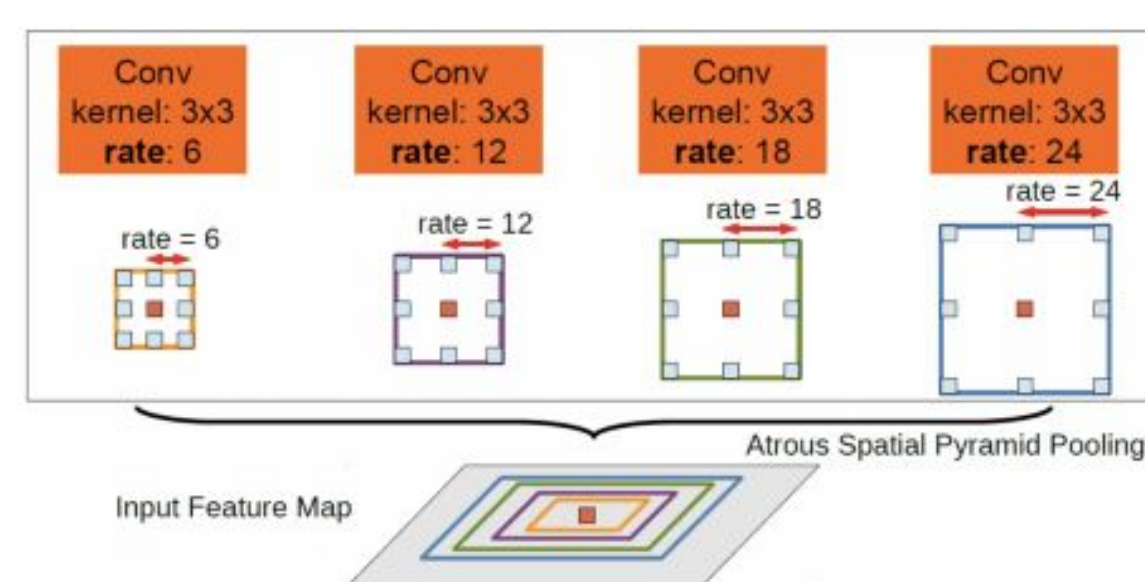 Conv
kernel: 3x3
rate: 6
Conv
kernel: 3x3
rate: 12
Conv
kernel: 3x3
rate: 18
Conv
kernel: 3x3
rate: 24
rate = 6
rate = 12
rate = 18
rate = 24
Atrous Spatial Pyramid Pooling
Input Feature Map